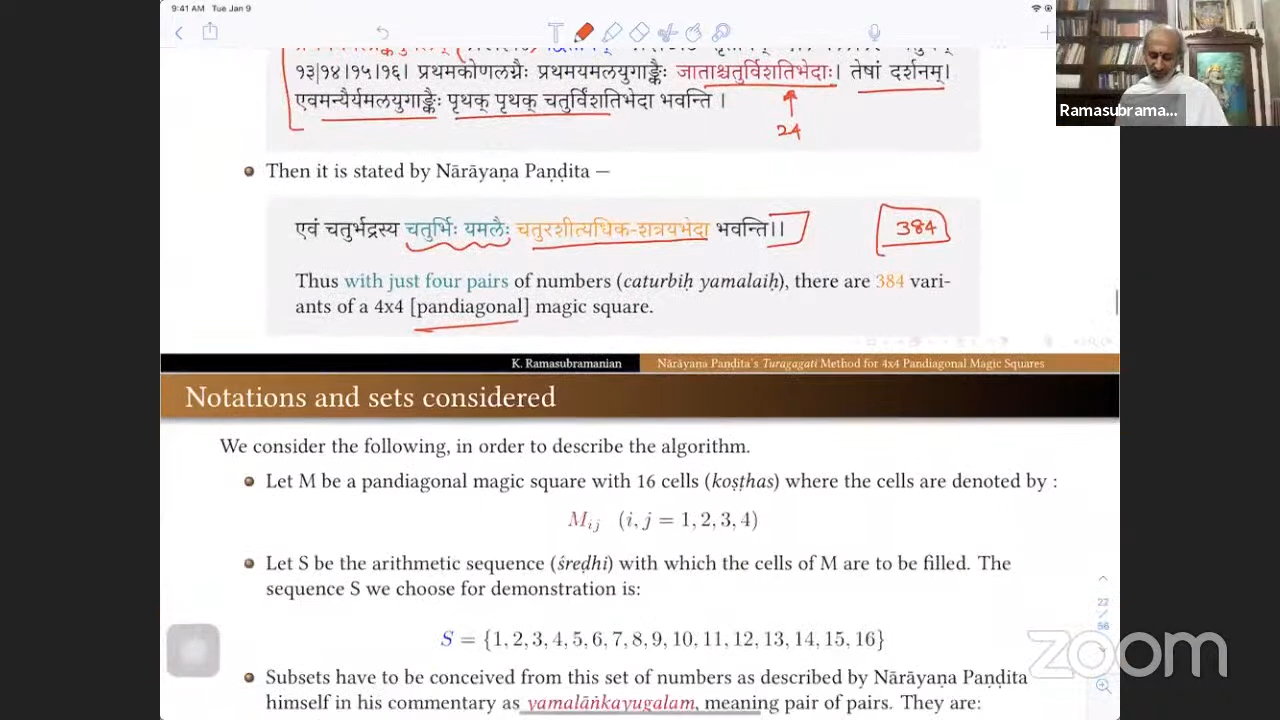 9:41 AM Tue Jan 9
१३|१४।१५।१६। प्रथमकोणलग्नैः प्रथमयमलयुगाङ्कैः जाताश्चतुर्विंशतिभेदाः। तेषां दर्शनम्।
एवमन्यैर्यमलयुगाङ्कैः पृथक् पृथक् चतुर्विंशतिभेदा भवन्ति ।
24
Then it is stated by Nārāyaṇa Paṇḍita —
एवं चतुर्भद्रस्य चतुर्भिः यमलैः चतुरशीत्यधिक-शत्रयभेदा भवन्ति।।
384
Thus with just four pairs of numbers (caturbiḥ yamalaiḥ), there are 384 vari-
ants of a 4x4 [pandiagonal] magic square.
K. Ramasubramanian Nārāyaṇa Paṇḍita's Turagagati Method for 4x4 Pandiagonal Magic Squares
Notations and sets considered
We consider the following, in order to describe the algorithm.
Let M be a pandiagonal magic square with 16 cells (koṣṭhas) where the cells are denoted by :
M_{ij} (i, j = 1, 2, 3, 4)
Let S be the arithmetic sequence (śreḍhi) with which the cells of M are to be filled. The
sequence S we choose for demonstration is:
S = {1, 2, 3, 4, 5, 6, 7, 8, 9, 10, 11, 12, 13, 14, 15, 16}
Subsets have to be conceived from this set of numbers as described by Nārāyaṇa Paṇḍita
himself in his commentary as yamalāṅkayugalam, meaning pair of pairs. They are:
Ramasubrama...
22
/
56
zoom